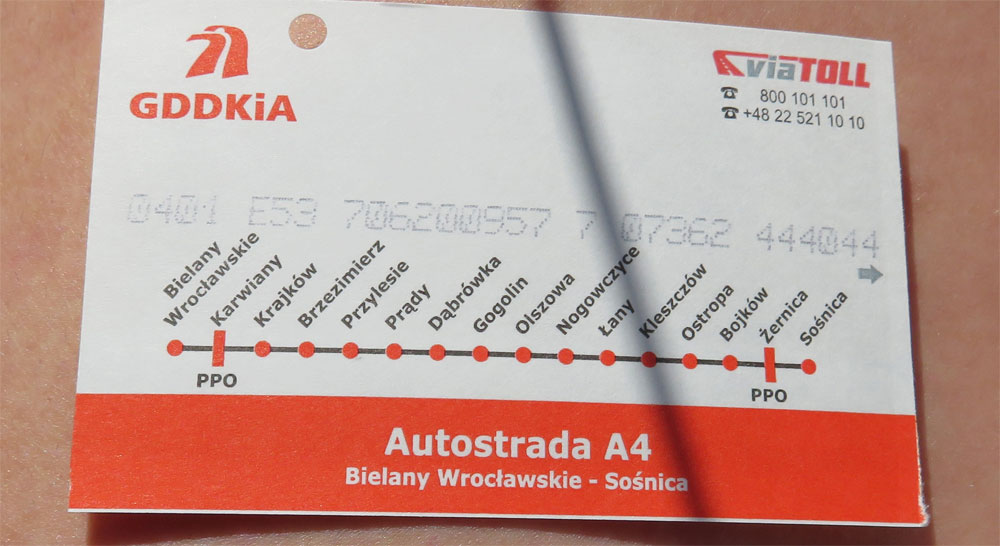 GDDKiA
viaTOLL
☎ 800 101 101
☎ +48 22 521 10 10
0401 E53 706200957 7 07362 444044
Bielany
Wrocławskie
Karwiany
Krajków
Brzezimierz
Przylesie
Prądy
Dąbrówka
Gogolin
Olszowa
Nogowczyce
Łany
Kleszczów
Ostropa
Bojków
Żernica
Sośnica
PPO
PPO
Autostrada A4
Bielany Wrocławskie - Sośnica